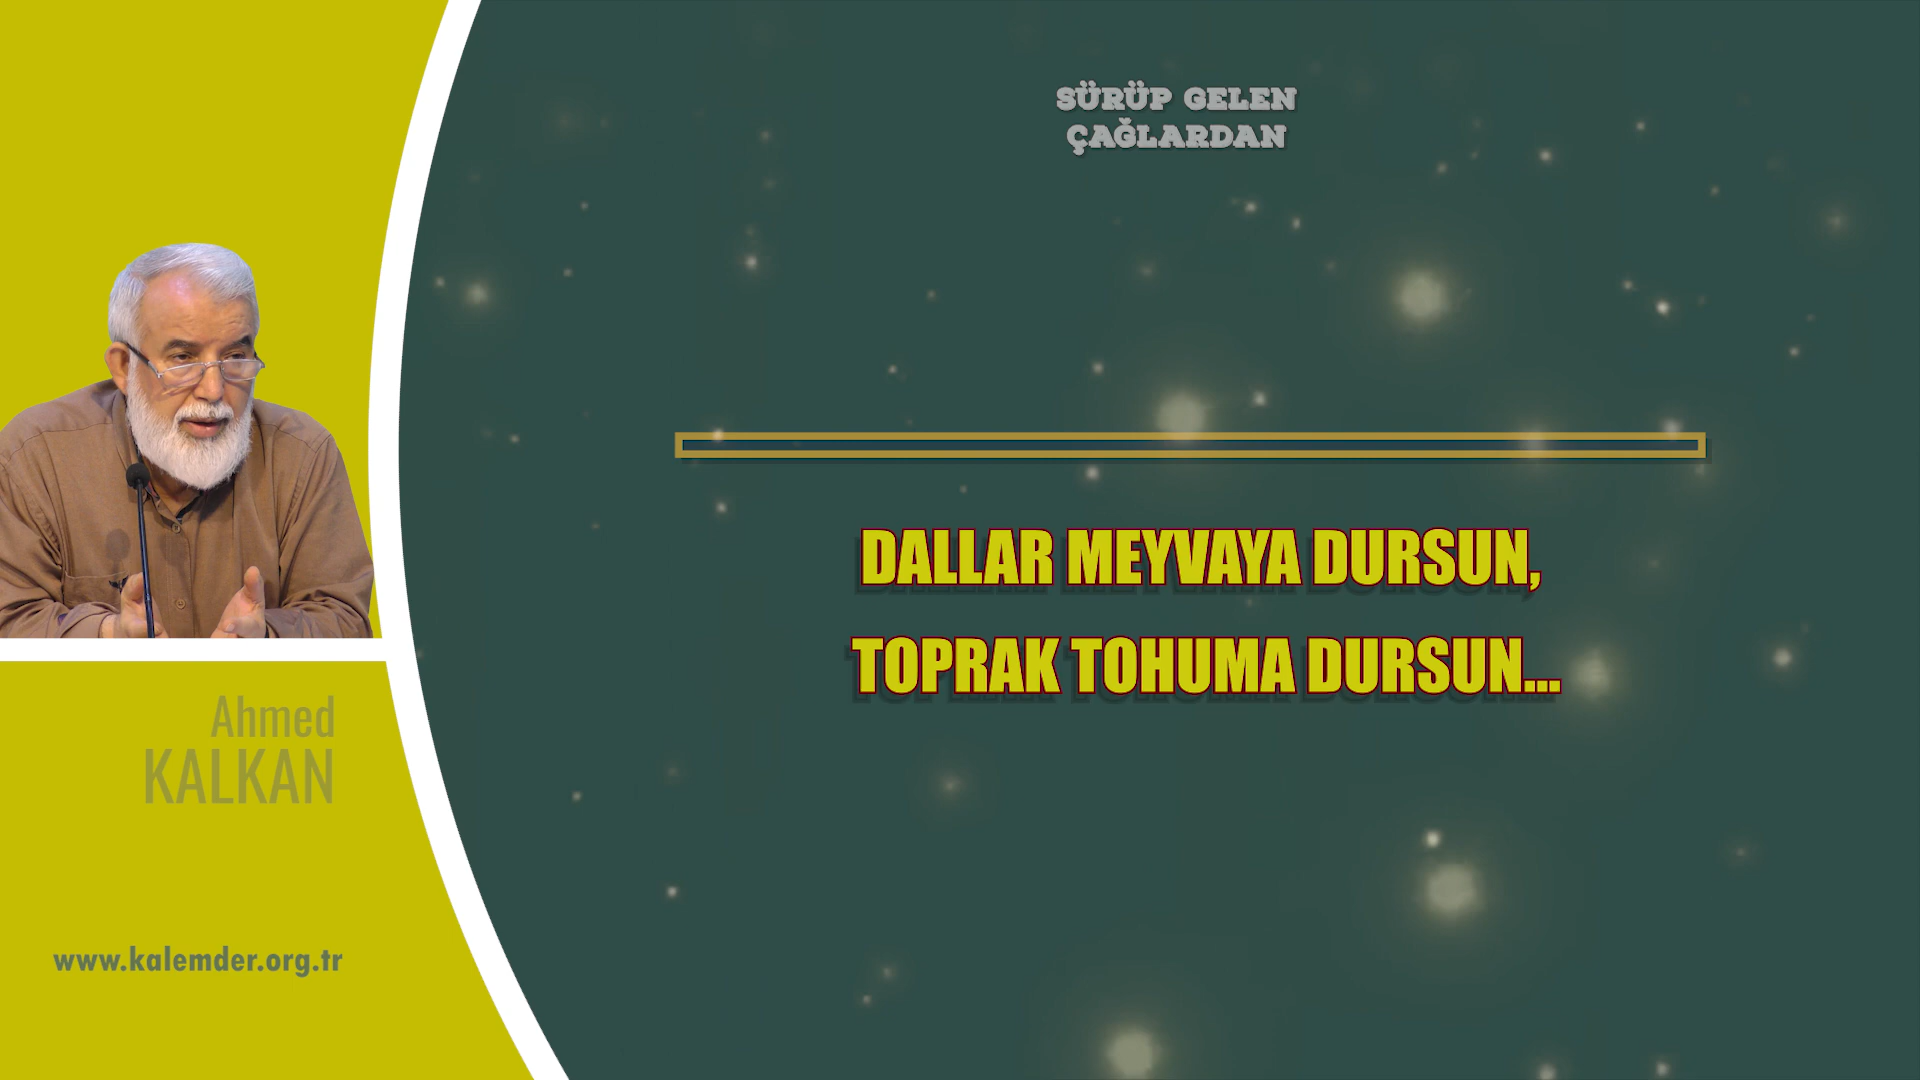 SÜRÜP GELEN
ÇAĞLARDAN
DALLAR MEYVAYA DURSUN,
TOPRAK TOHUMA DURSUN...
Ahmed
KALKAN
www.kalemder.org.tr